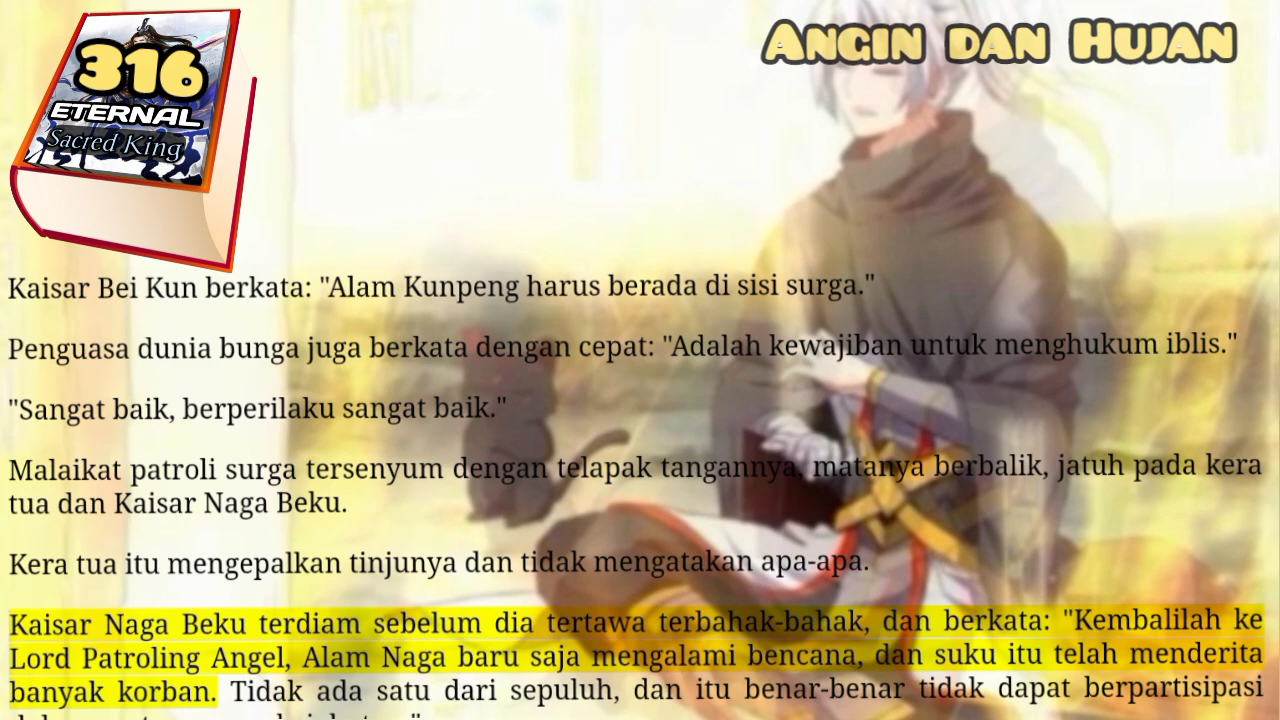 316
ETERNAL
Sacred King
Angin dan Hujan
Kaisar Bei Kun berkata: "Alam Kunpeng harus berada di sisi surga."
Penguasa dunia bunga juga berkata dengan cepat: "Adalah kewajiban untuk menghukum iblis."
"Sangat baik, berperilaku sangat baik."
Malaikat patroli surga tersenyum dengan telapak tangannya, matanya berbalik, jatuh pada kera
tua dan Kaisar Naga Beku.
Kera tua itu mengepalkan tinjunya dan tidak mengatakan apa-apa.
Kaisar Naga Beku terdiam sebelum dia tertawa terbahak-bahak, dan berkata: "Kembalilah ke
Lord Patroling Angel, Alam Naga baru saja mengalami bencana, dan suku itu telah menderita
banyak korban. Tidak ada satu dari sepuluh, dan itu benar-benar tidak dapat berpartisipasi